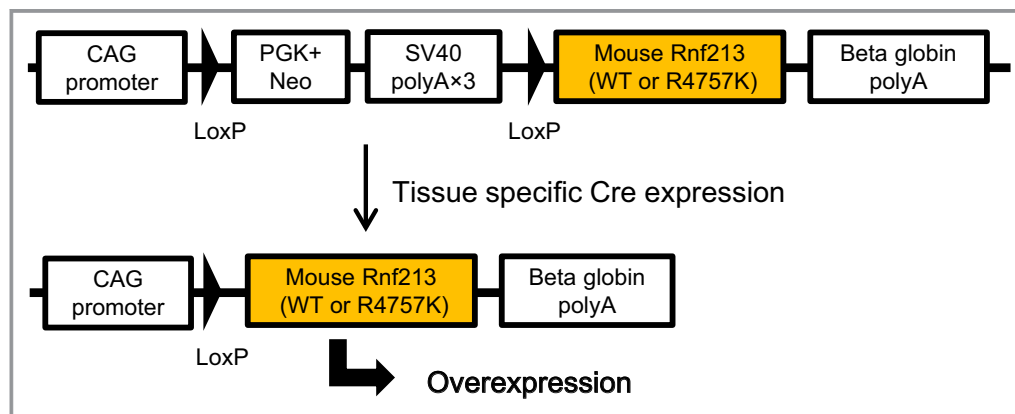 CAG
promoter
PGK+
Neo
SV40
polyA×3
Mouse Rnf213
(WT or R4757K)
Beta globin
polyA
LoxP
LoxP
Tissue specific Cre expression
CAG
promoter
Mouse Rnf213
(WT or R4757K)
Beta globin
polyA
LoxP
Overexpression